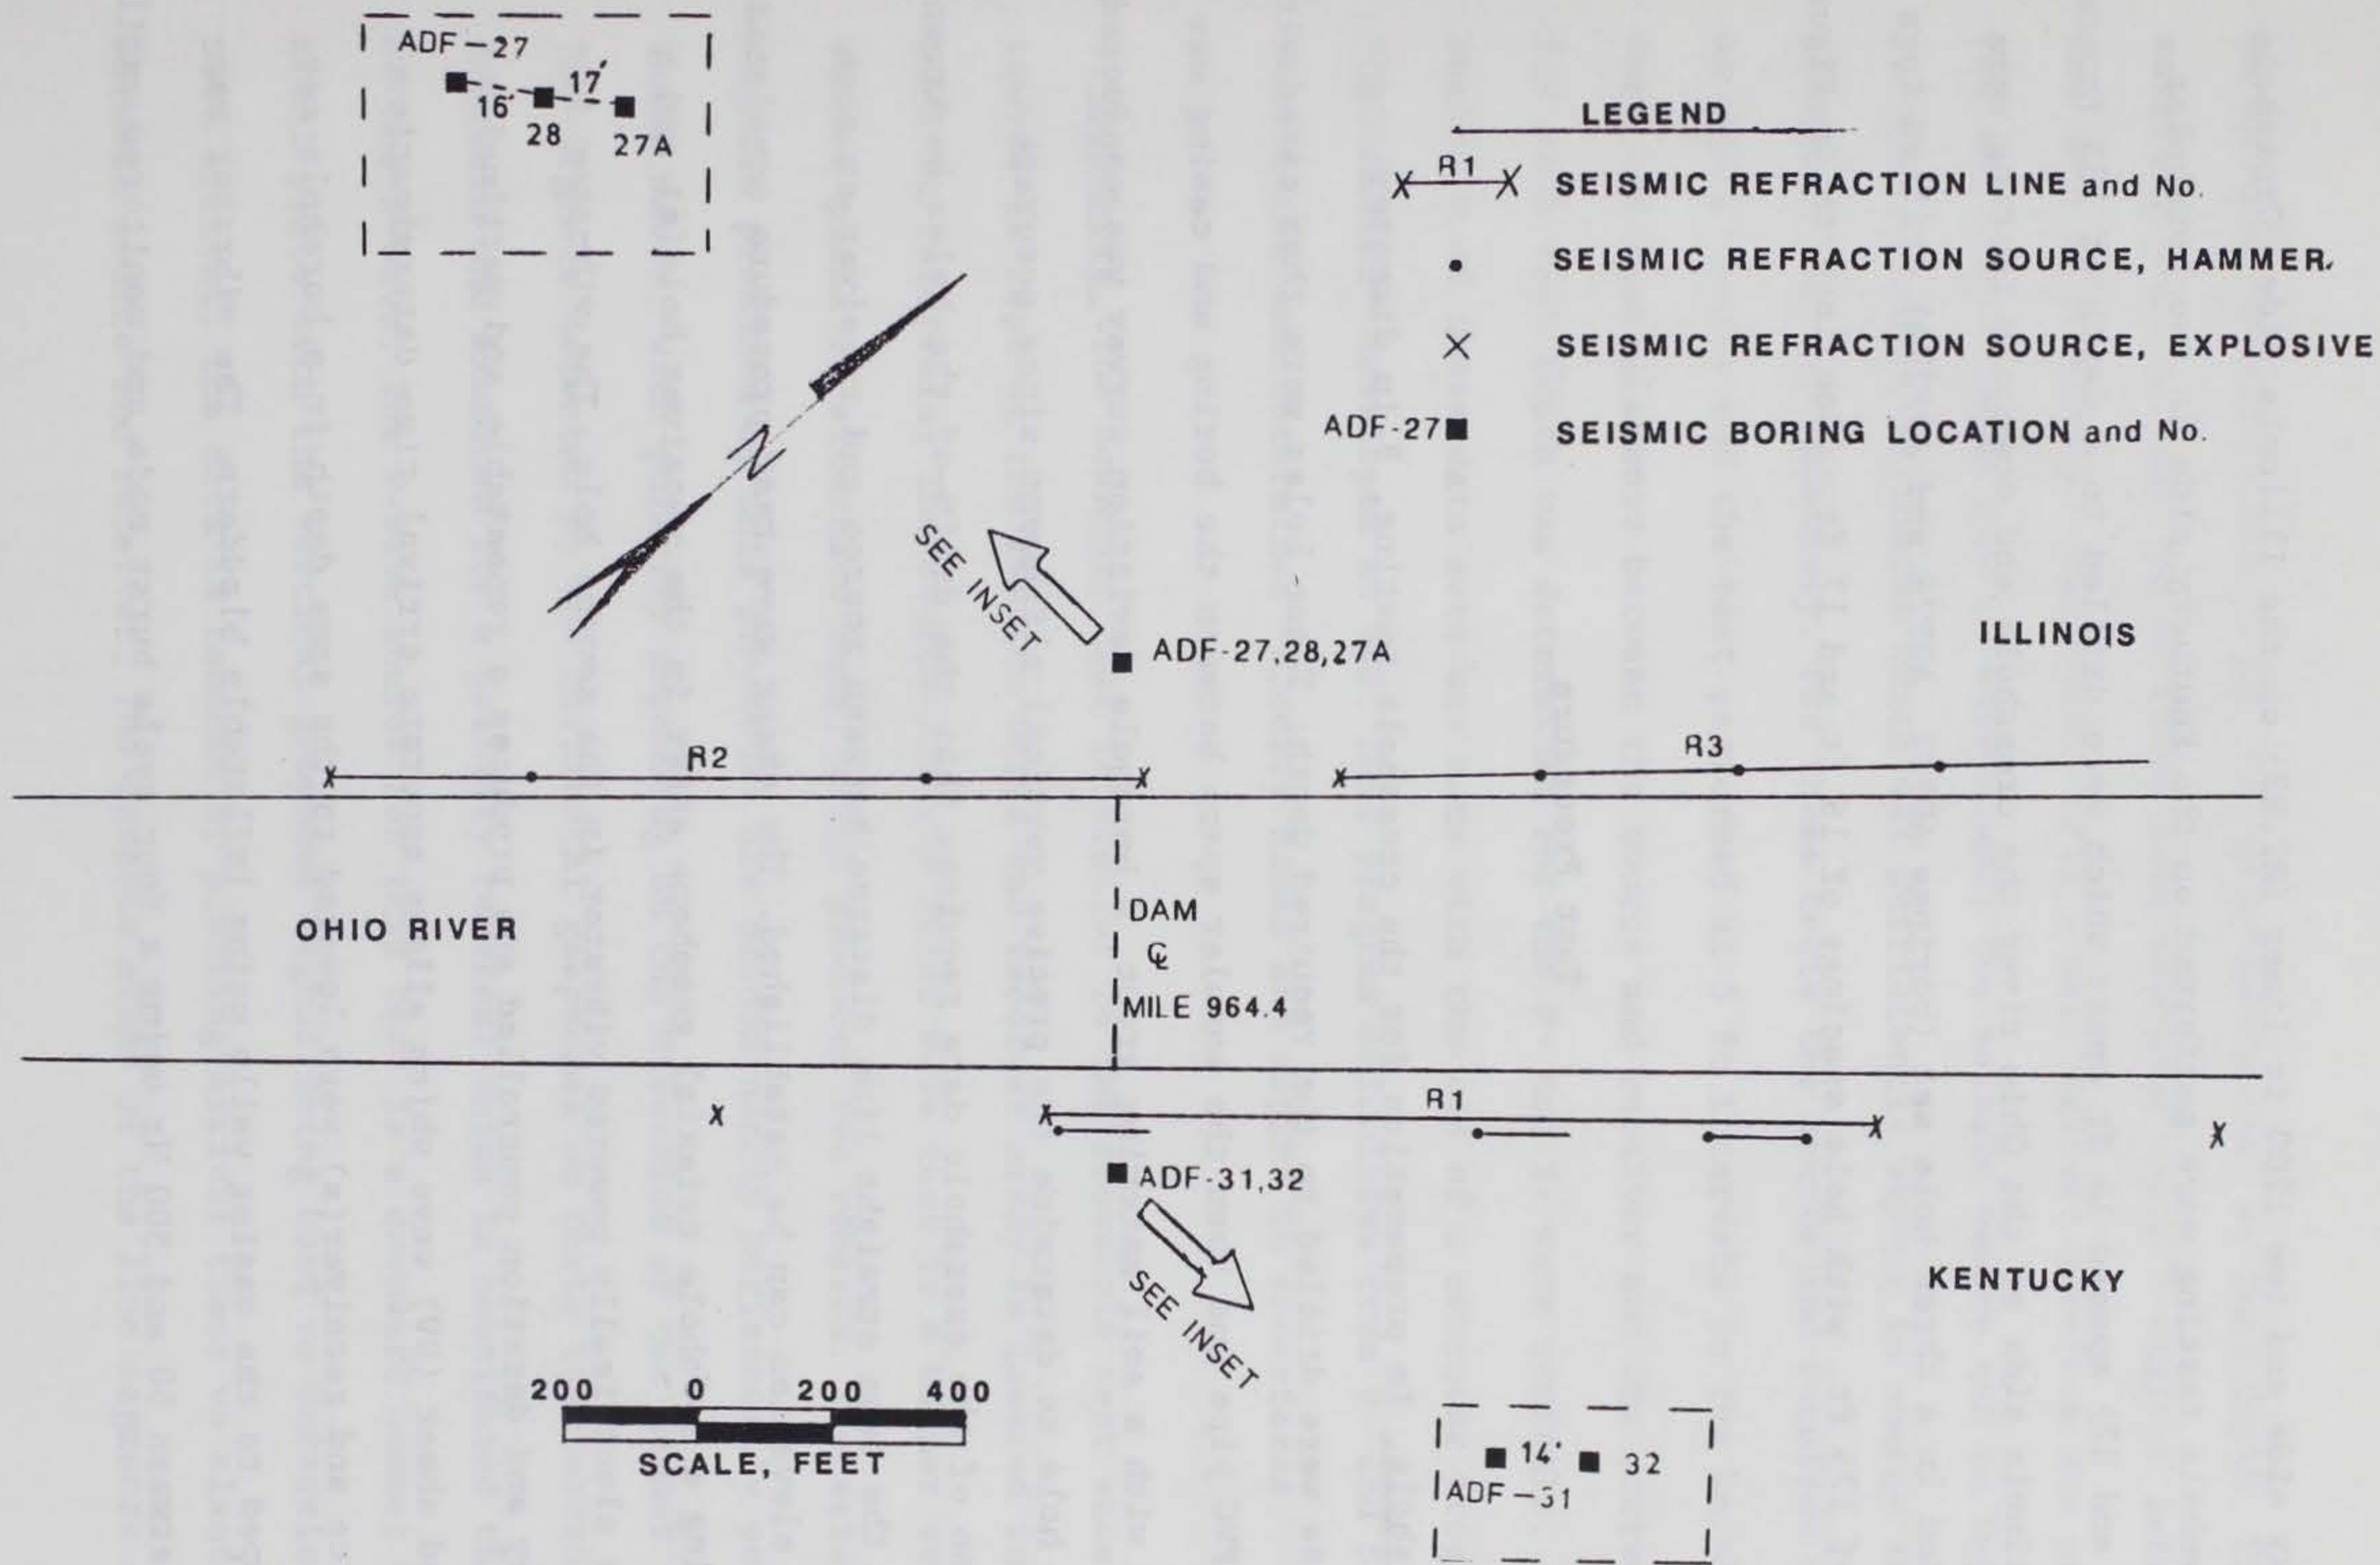 ADF-27
16'
17'
28
27A
LEGEND
R1
SEISMIC REFRACTION LINE and No.
SEISMIC REFRACTION SOURCE, HAMMER
SEISMIC REFRACTION SOURCE, EXPLOSIVE
ADF-27
SEISMIC BORING LOCATION and No.
N
SEE INSET
ADF-27,28,27A
ILLINOIS
R2
R3
OHIO RIVER
DAM
℄
MILE 964.4
R1
ADF-31,32
SEE INSET
KENTUCKY
200 0 200 400
SCALE, FEET
14'
32
ADF-31